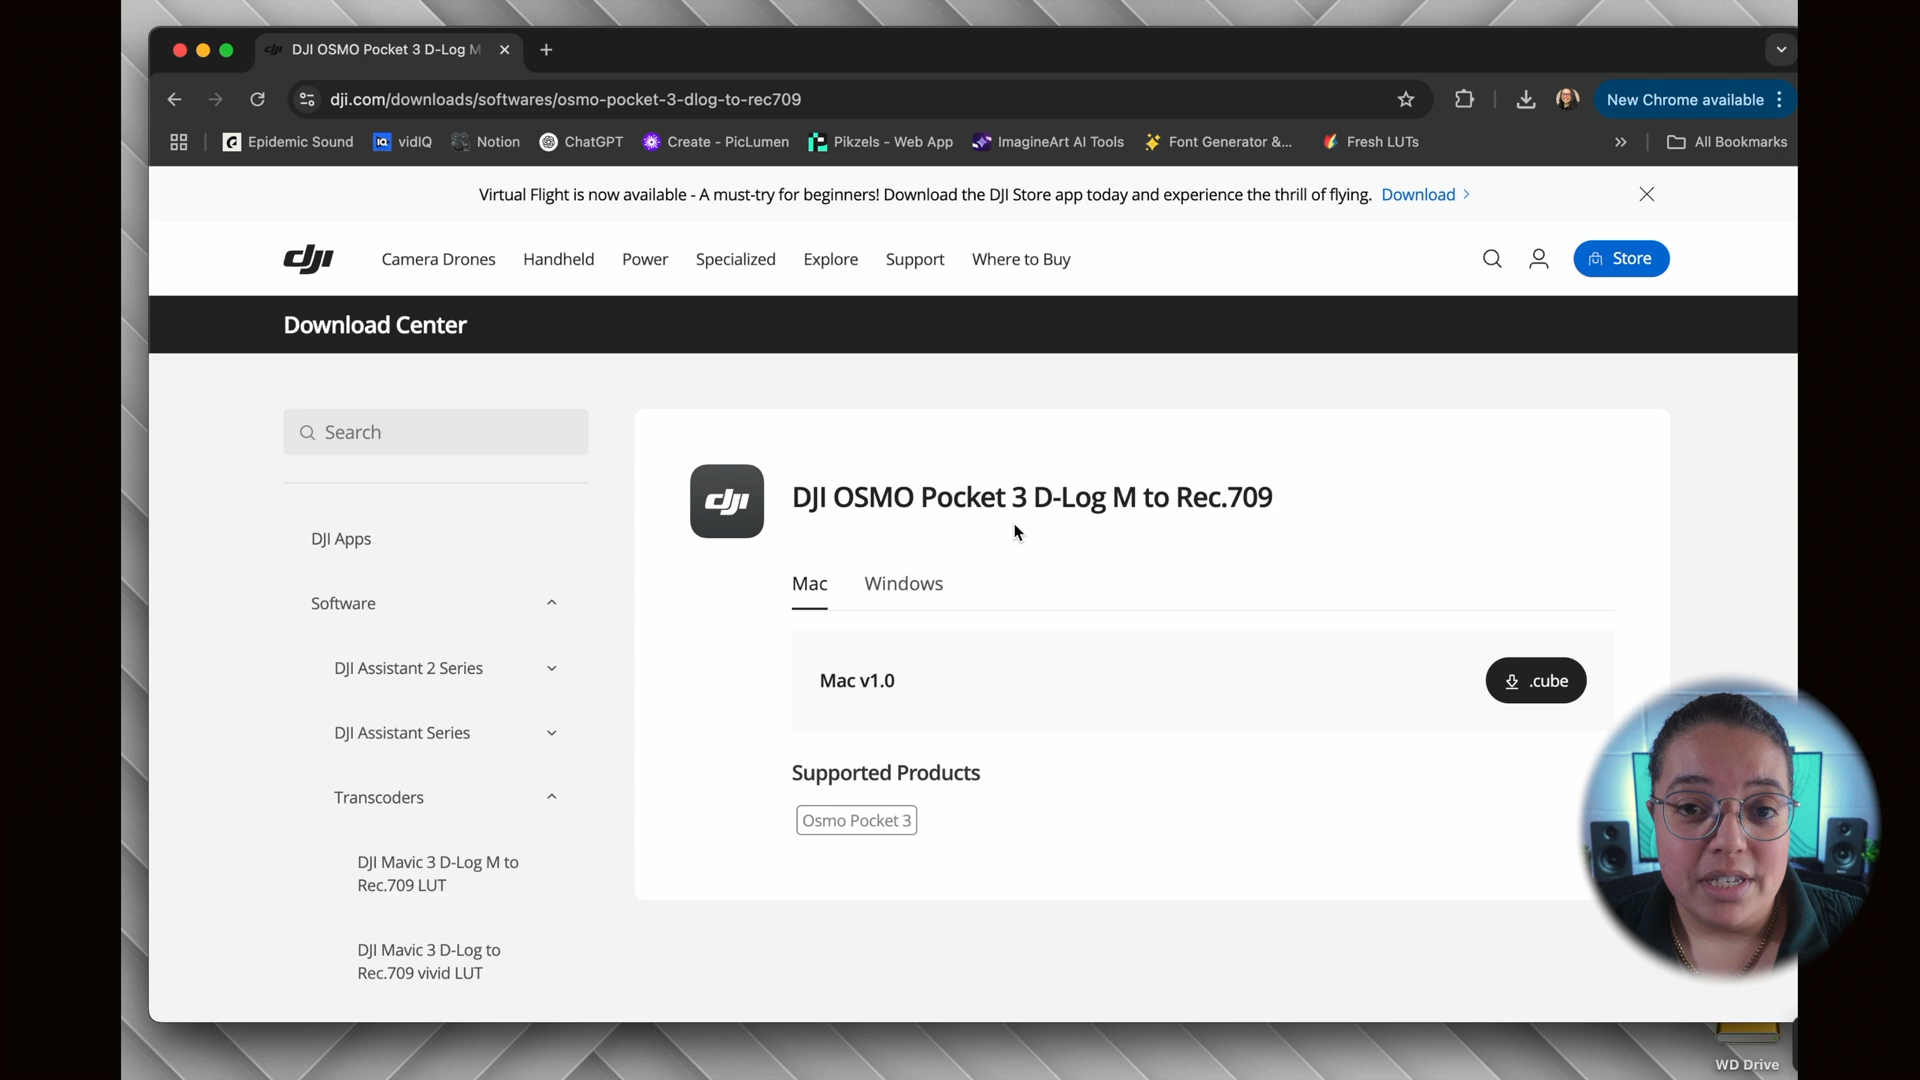 DJI OSMO Pocket 3 D-Log M
dji.com/downloads/softwares/osmo-pocket-3-dlog-to-rec709
New Chrome available
Epidemic Sound
vidIQ
Notion
ChatGPT
Create - PicLumen
Pikzels - Web App
ImagineArt AI Tools
Font Generator &...
Fresh LUTs
All Bookmarks
Virtual Flight is now available - A must-try for beginners! Download the DJI Store app today and experience the thrill of flying. Download
dji
Camera Drones
Handheld
Power
Specialized
Explore
Support
Where to Buy
Store
Download Center
Search
DJI Apps
Software
DJI Assistant 2 Series
DJI Assistant Series
Transcoders
DJI Mavic 3 D-Log M to
Rec.709 LUT
DJI Mavic 3 D-Log to
Rec.709 vivid LUT
dji
DJI OSMO Pocket 3 D-Log M to Rec.709
Mac
Windows
Mac v1.0
.cube
Supported Products
Osmo Pocket 3
WD Drive